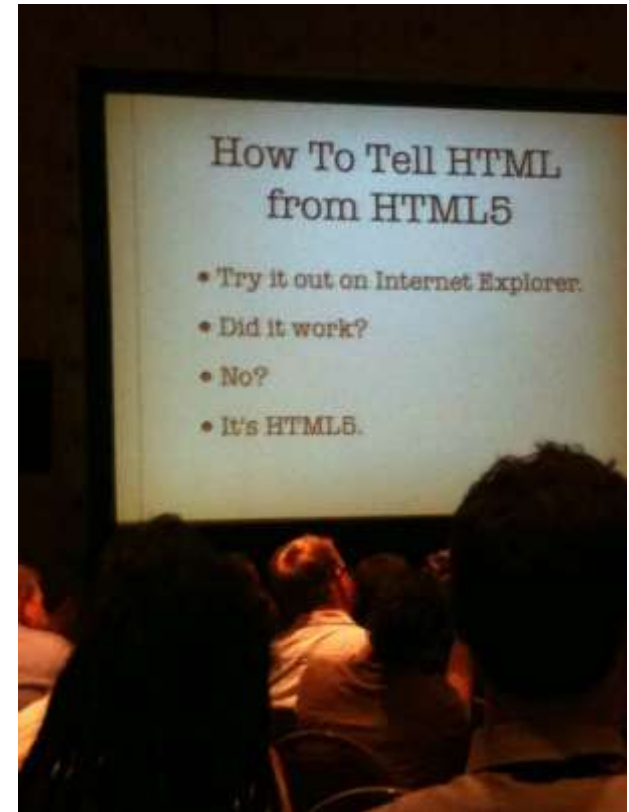 How To Tell HTML
from HTML5
• Try it out on Internet Explorer.
• Did it work?
• No?
• It's HTML5.